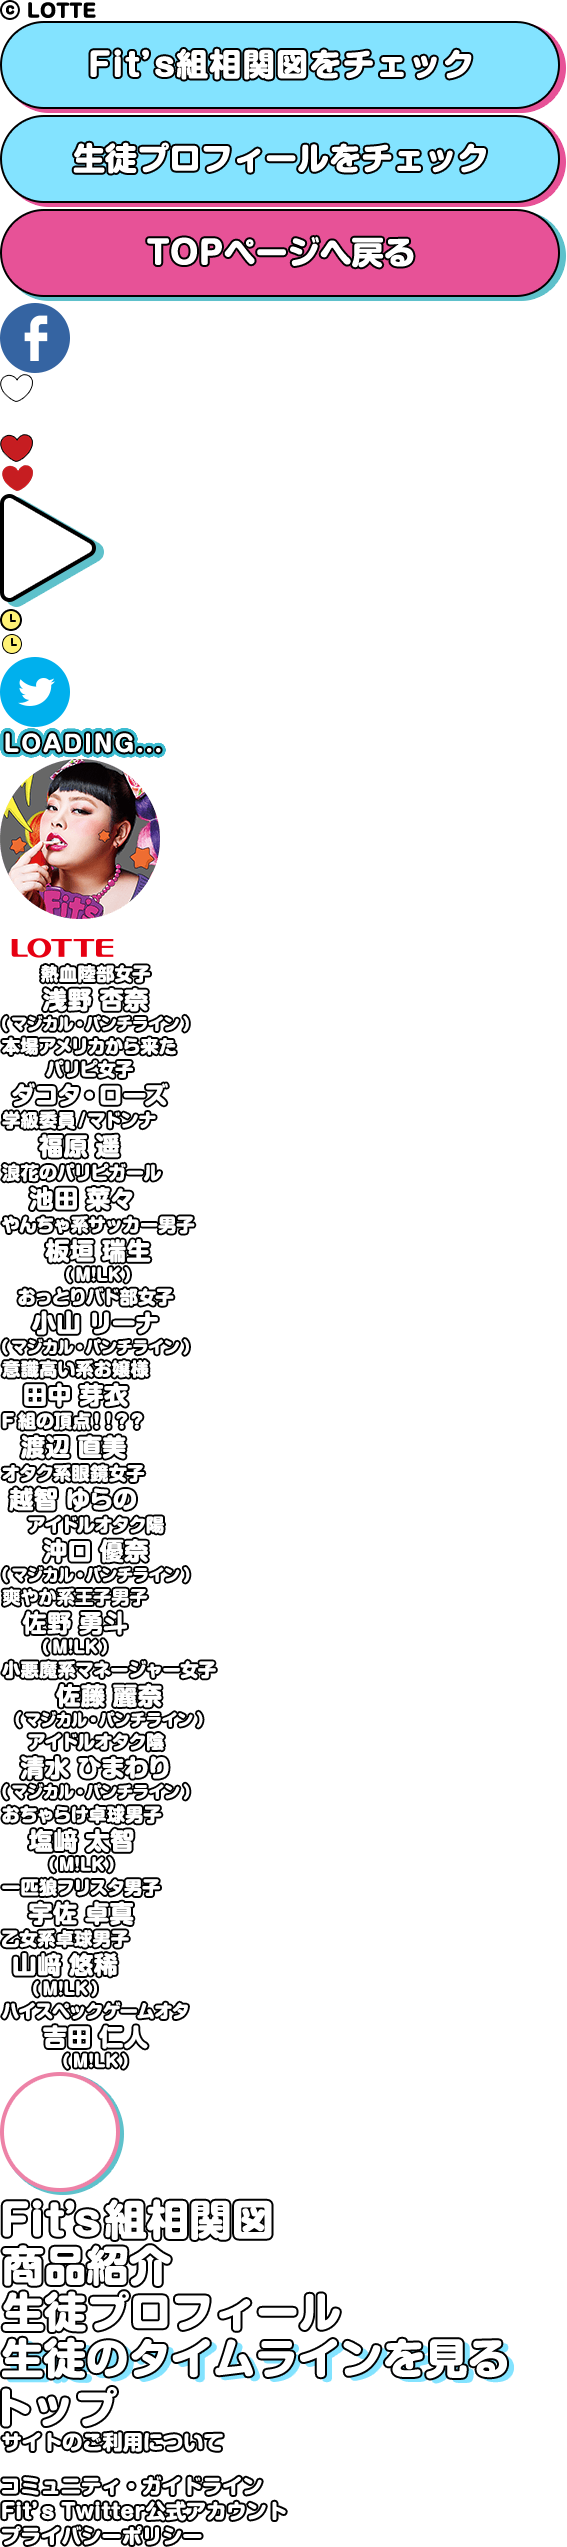 © LOTTE
Fit's組相関図をチェック
生徒プロフィールをチェック
TOPページへ戻る
f
LOADING...
Fit's
LOTTE
熱血陸部女子
浅野 杏奈
(マジカル・パンチライン)
本場アメリカから来た
パリピ女子
ダコタ・ローズ
学級委員/マドンナ
福原 遥
浪花のパリピガール
池田 菜々
やんちゃ系サッカー男子
板垣 瑞生
(M!LK)
おっとりバド部女子
小山 リーナ
(マジカル・パンチライン)
意識高い系お嬢様
田中 芽衣
F組の頂点!!??
渡辺 直美
オタク系眼鏡女子
越智 ゆらの
アイドルオタク陽
沖口 優奈
(マジカル・パンチライン)
爽やか系王子男子
佐野 勇斗
(M!LK)
小悪魔系マネージャー女子
佐藤 麗奈
(マジカル・パンチライン)
アイドルオタク陰
清水 ひまわり
(マジカル・パンチライン)
おちゃらけ卓球男子
塩﨑 太智
(M!LK)
一匹狼フリスタ男子
宇佐 卓真
乙女系卓球男子
山﨑 悠稀
(M!LK)
ハイスペックゲームオタ
吉田 仁人
(M!LK)
Fit's組相関図
商品紹介
生徒プロフィール
生徒のタイムラインを見る
トップ
サイトのご利用について
コミュニティ・ガイドライン
Fit's Twitter公式アカウント
プライバシーポリシー